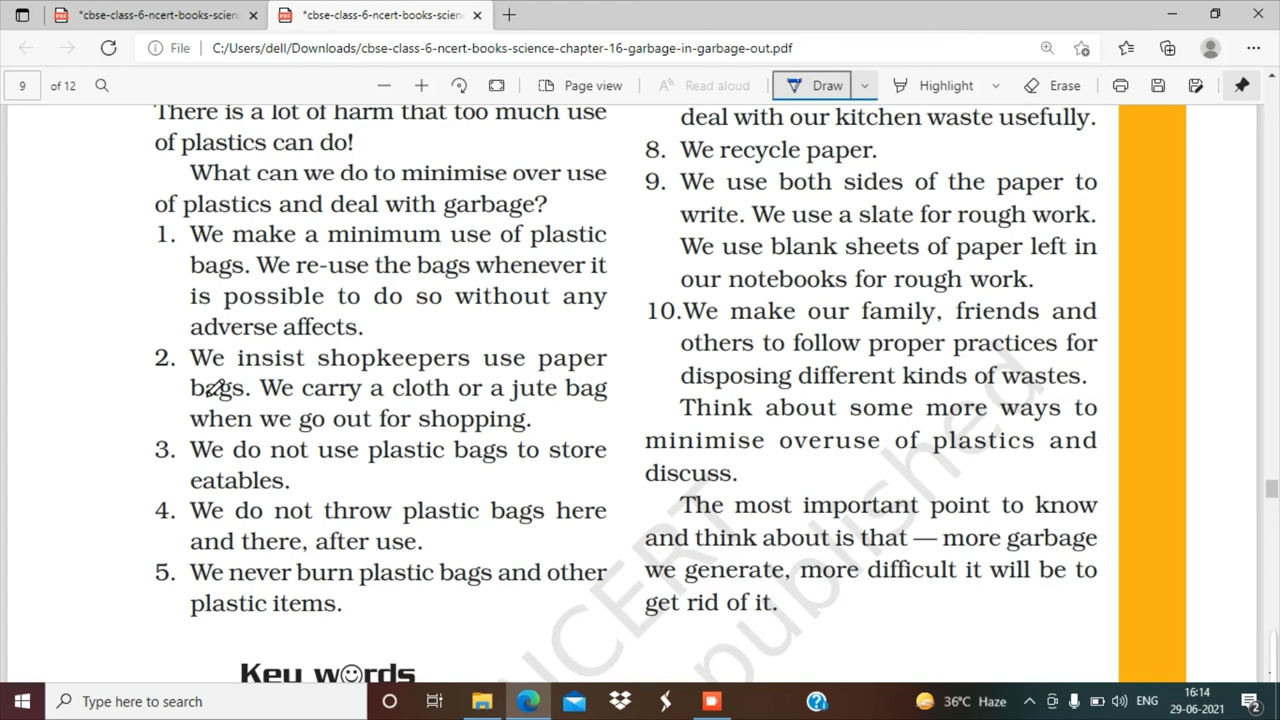 *cbse-class-6-ncert-books-scien
*cbse-class-6-ncert-books-scien
File C:/Users/dell/Downloads/cbse-class-6-ncert-books-science-chapter-16-garbage-in-garbage-out.pdf
9 of 12 Page view Read aloud Draw Highlight Erase
There is a lot of harm that too much use
of plastics can do!
What can we do to minimise over use
of plastics and deal with garbage?
1. We make a minimum use of plastic
bags. We re-use the bags whenever it
is possible to do so without any
adverse affects.
2. We insist shopkeepers use paper
bags. We carry a cloth or a jute bag
when we go out for shopping.
3. We do not use plastic bags to store
eatables.
4. We do not throw plastic bags here
and there, after use.
5. We never burn plastic bags and other
plastic items.
Key words
deal with our kitchen waste usefully.
8. We recycle paper.
9. We use both sides of the paper to
write. We use a slate for rough work.
We use blank sheets of paper left in
our notebooks for rough work.
10.We make our family, friends and
others to follow proper practices for
disposing different kinds of wastes.
Think about some more ways to
minimise overuse of plastics and
discuss.
The most important point to know
and think about is that — more garbage
we generate, more difficult it will be to
get rid of it.
NCERT
published
Type here to search
36°C Haze
ENG
16:14
29-06-2021
2